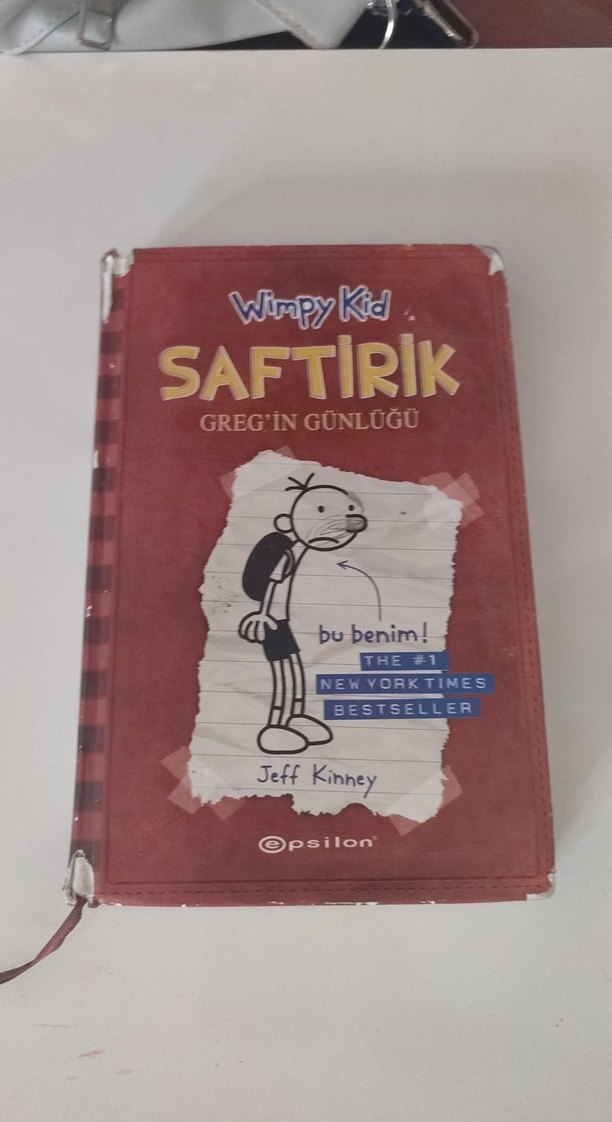 Wimpy Kid
SAFTİRİK
GREG'İN GÜNLÜĞÜ
bu benim!
THE #1
NEW YORK TIMES
BESTSELLER
Jeff Kinney
epsilon®